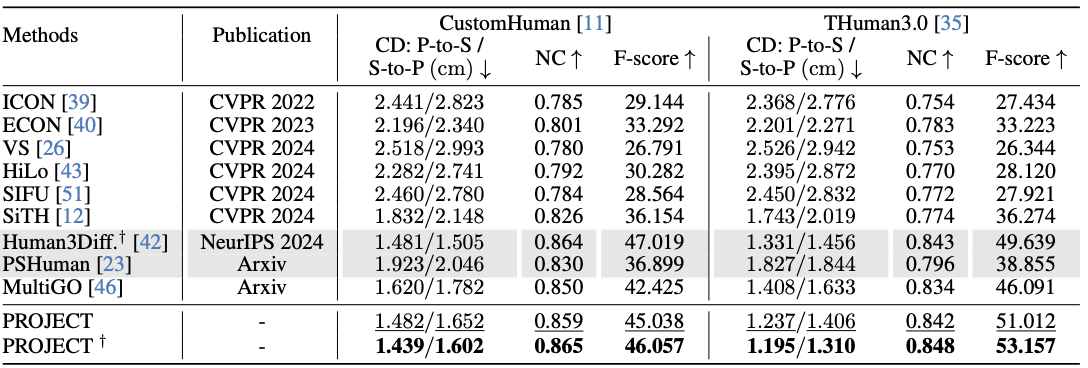 Methods Publication CustomHuman [11] THuman3.0 [35]
CD: P-to-S / S-to-P (cm) ↓ NC ↑ F-score ↑ CD: P-to-S / S-to-P (cm) ↓ NC ↑ F-score ↑
ICON [39] CVPR 2022 2.441/2.823 0.785 29.144 2.368/2.776 0.754 27.434
ECON [40] CVPR 2023 2.196/2.340 0.801 33.292 2.201/2.271 0.783 33.223
VS [26] CVPR 2024 2.518/2.993 0.780 26.791 2.526/2.942 0.753 26.344
HiLo [43] CVPR 2024 2.282/2.741 0.792 30.282 2.395/2.872 0.770 28.120
SIFU [51] CVPR 2024 2.460/2.780 0.784 28.564 2.450/2.832 0.772 27.921
SiTH [12] CVPR 2024 1.832/2.148 0.826 36.154 1.743/2.019 0.774 36.274
Human3Diff.† [42] NeurIPS 2024 1.481/1.505 0.864 47.019 1.331/1.456 0.843 49.639
PSHuman [23] Arxiv 1.923/2.046 0.830 36.899 1.827/1.844 0.796 38.855
MultiGO [46] Arxiv 1.620/1.782 0.850 42.425 1.408/1.633 0.834 46.091
PROJECT - 1.482/1.652 0.859 45.038 1.237/1.406 0.842 51.012
PROJECT † - 1.439/1.602 0.865 46.057 1.195/1.310 0.848 53.157